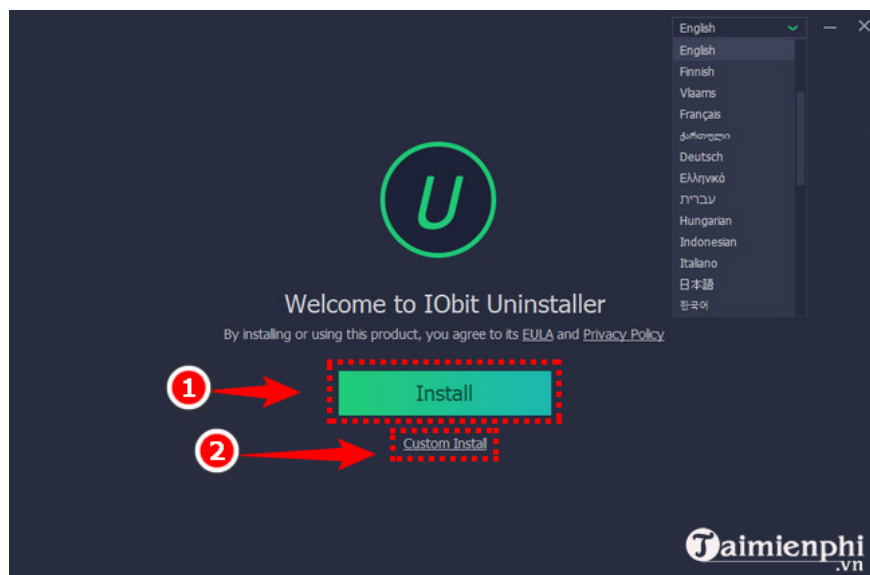 English
English
Finnish
Vlaams
Français
ქართული
Deutsch
Ελληνικά
עברית
Hungarian
Indonesian
Italiano
日本語
한국어
U
Welcome to IObit Uninstaller
By installing or using this product, you agree to its EULA and Privacy Policy
1
Install
2
Custom Install
Taimienphi
.vn